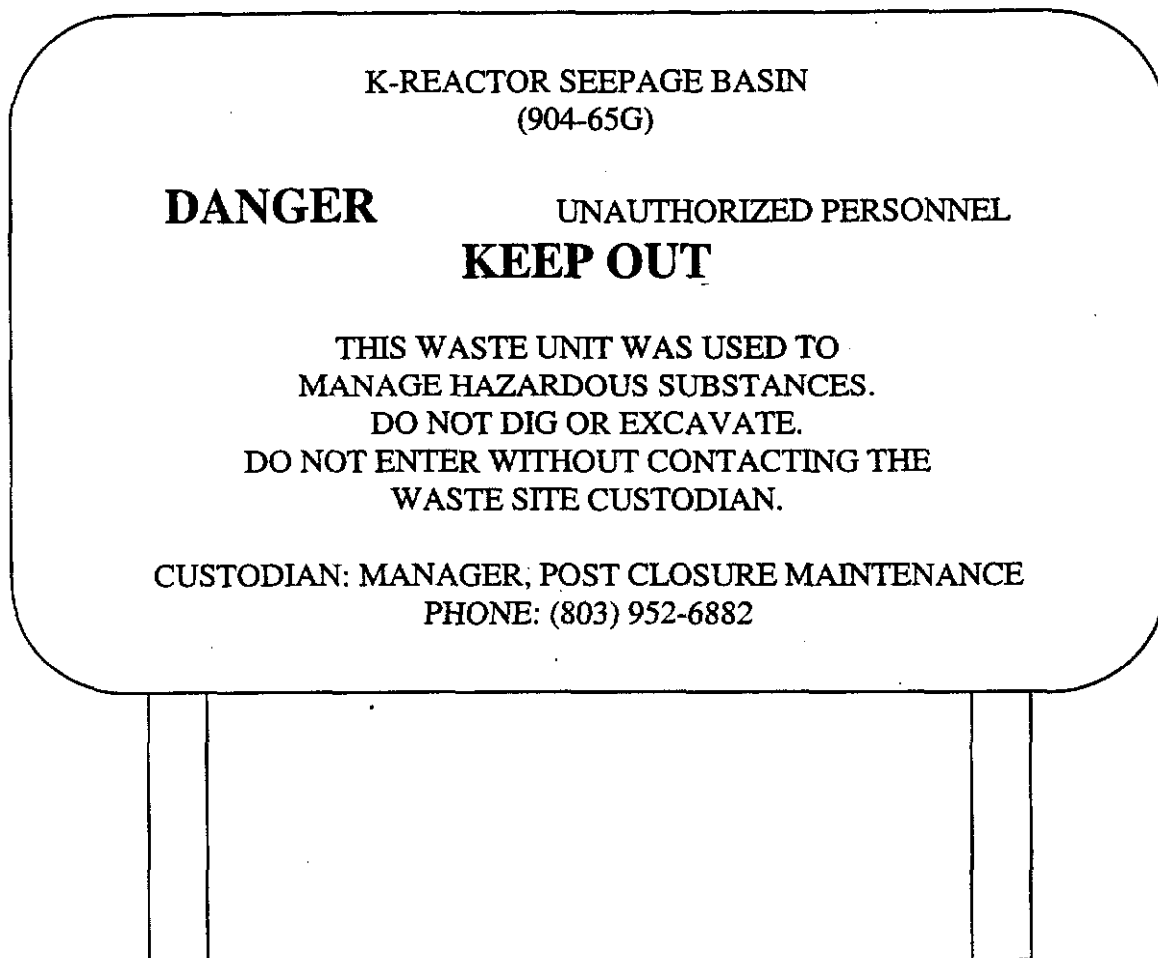 K-REACTOR SEEPAGE BASIN
(904-65G)
DANGER UNAUTHORIZED PERSONNEL
KEEP OUT
THIS WASTE UNIT WAS USED TO
MANAGE HAZARDOUS SUBSTANCES.
DO NOT DIG OR EXCAVATE.
DO NOT ENTER WITHOUT CONTACTING THE
WASTE SITE CUSTODIAN.
CUSTODIAN: MANAGER, POST CLOSURE MAINTENANCE
PHONE: (803) 952-6882